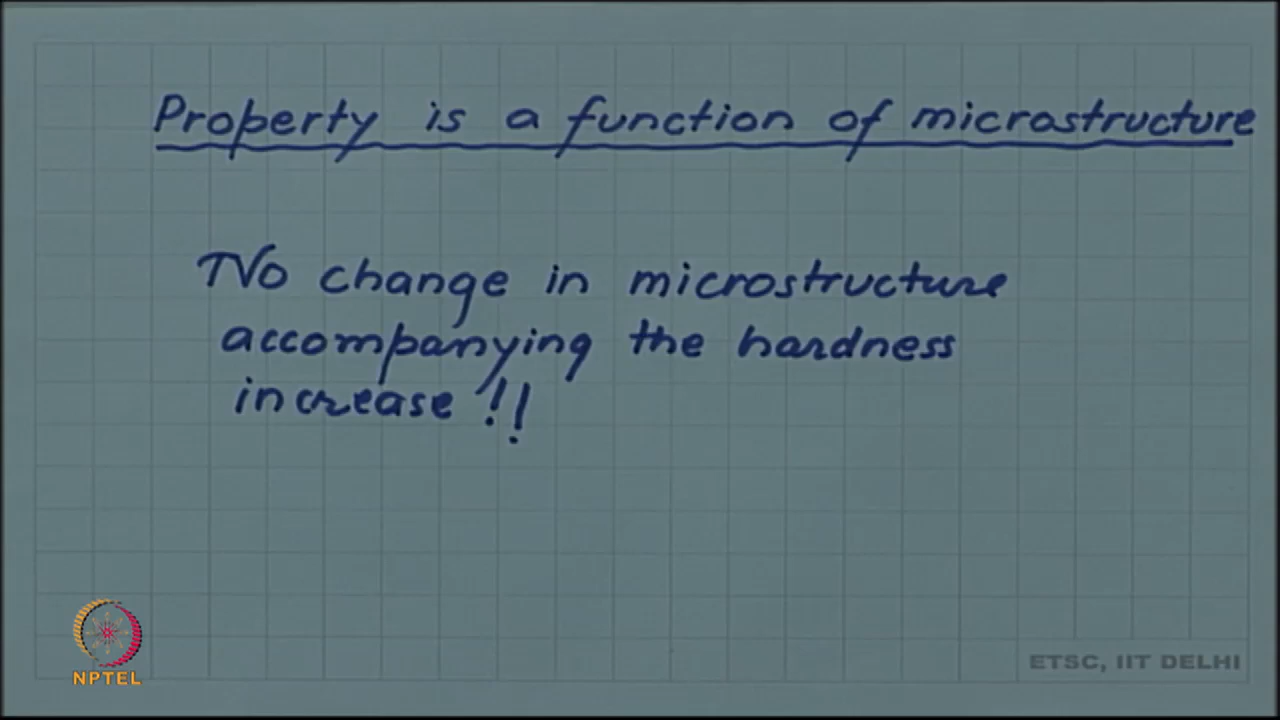 Property is a function of microstructure
No change in microstructure
accompanying the hardness
increase !!
NPTEL
ETSC, IIT DELHI